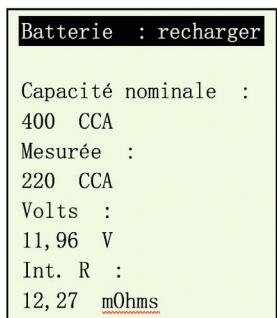 Batterie : recharger
Capacité nominale :
400 CCA
Mesurée :
220 CCA
Volts :
11,96 V
Int. R :
12,27 mOhms